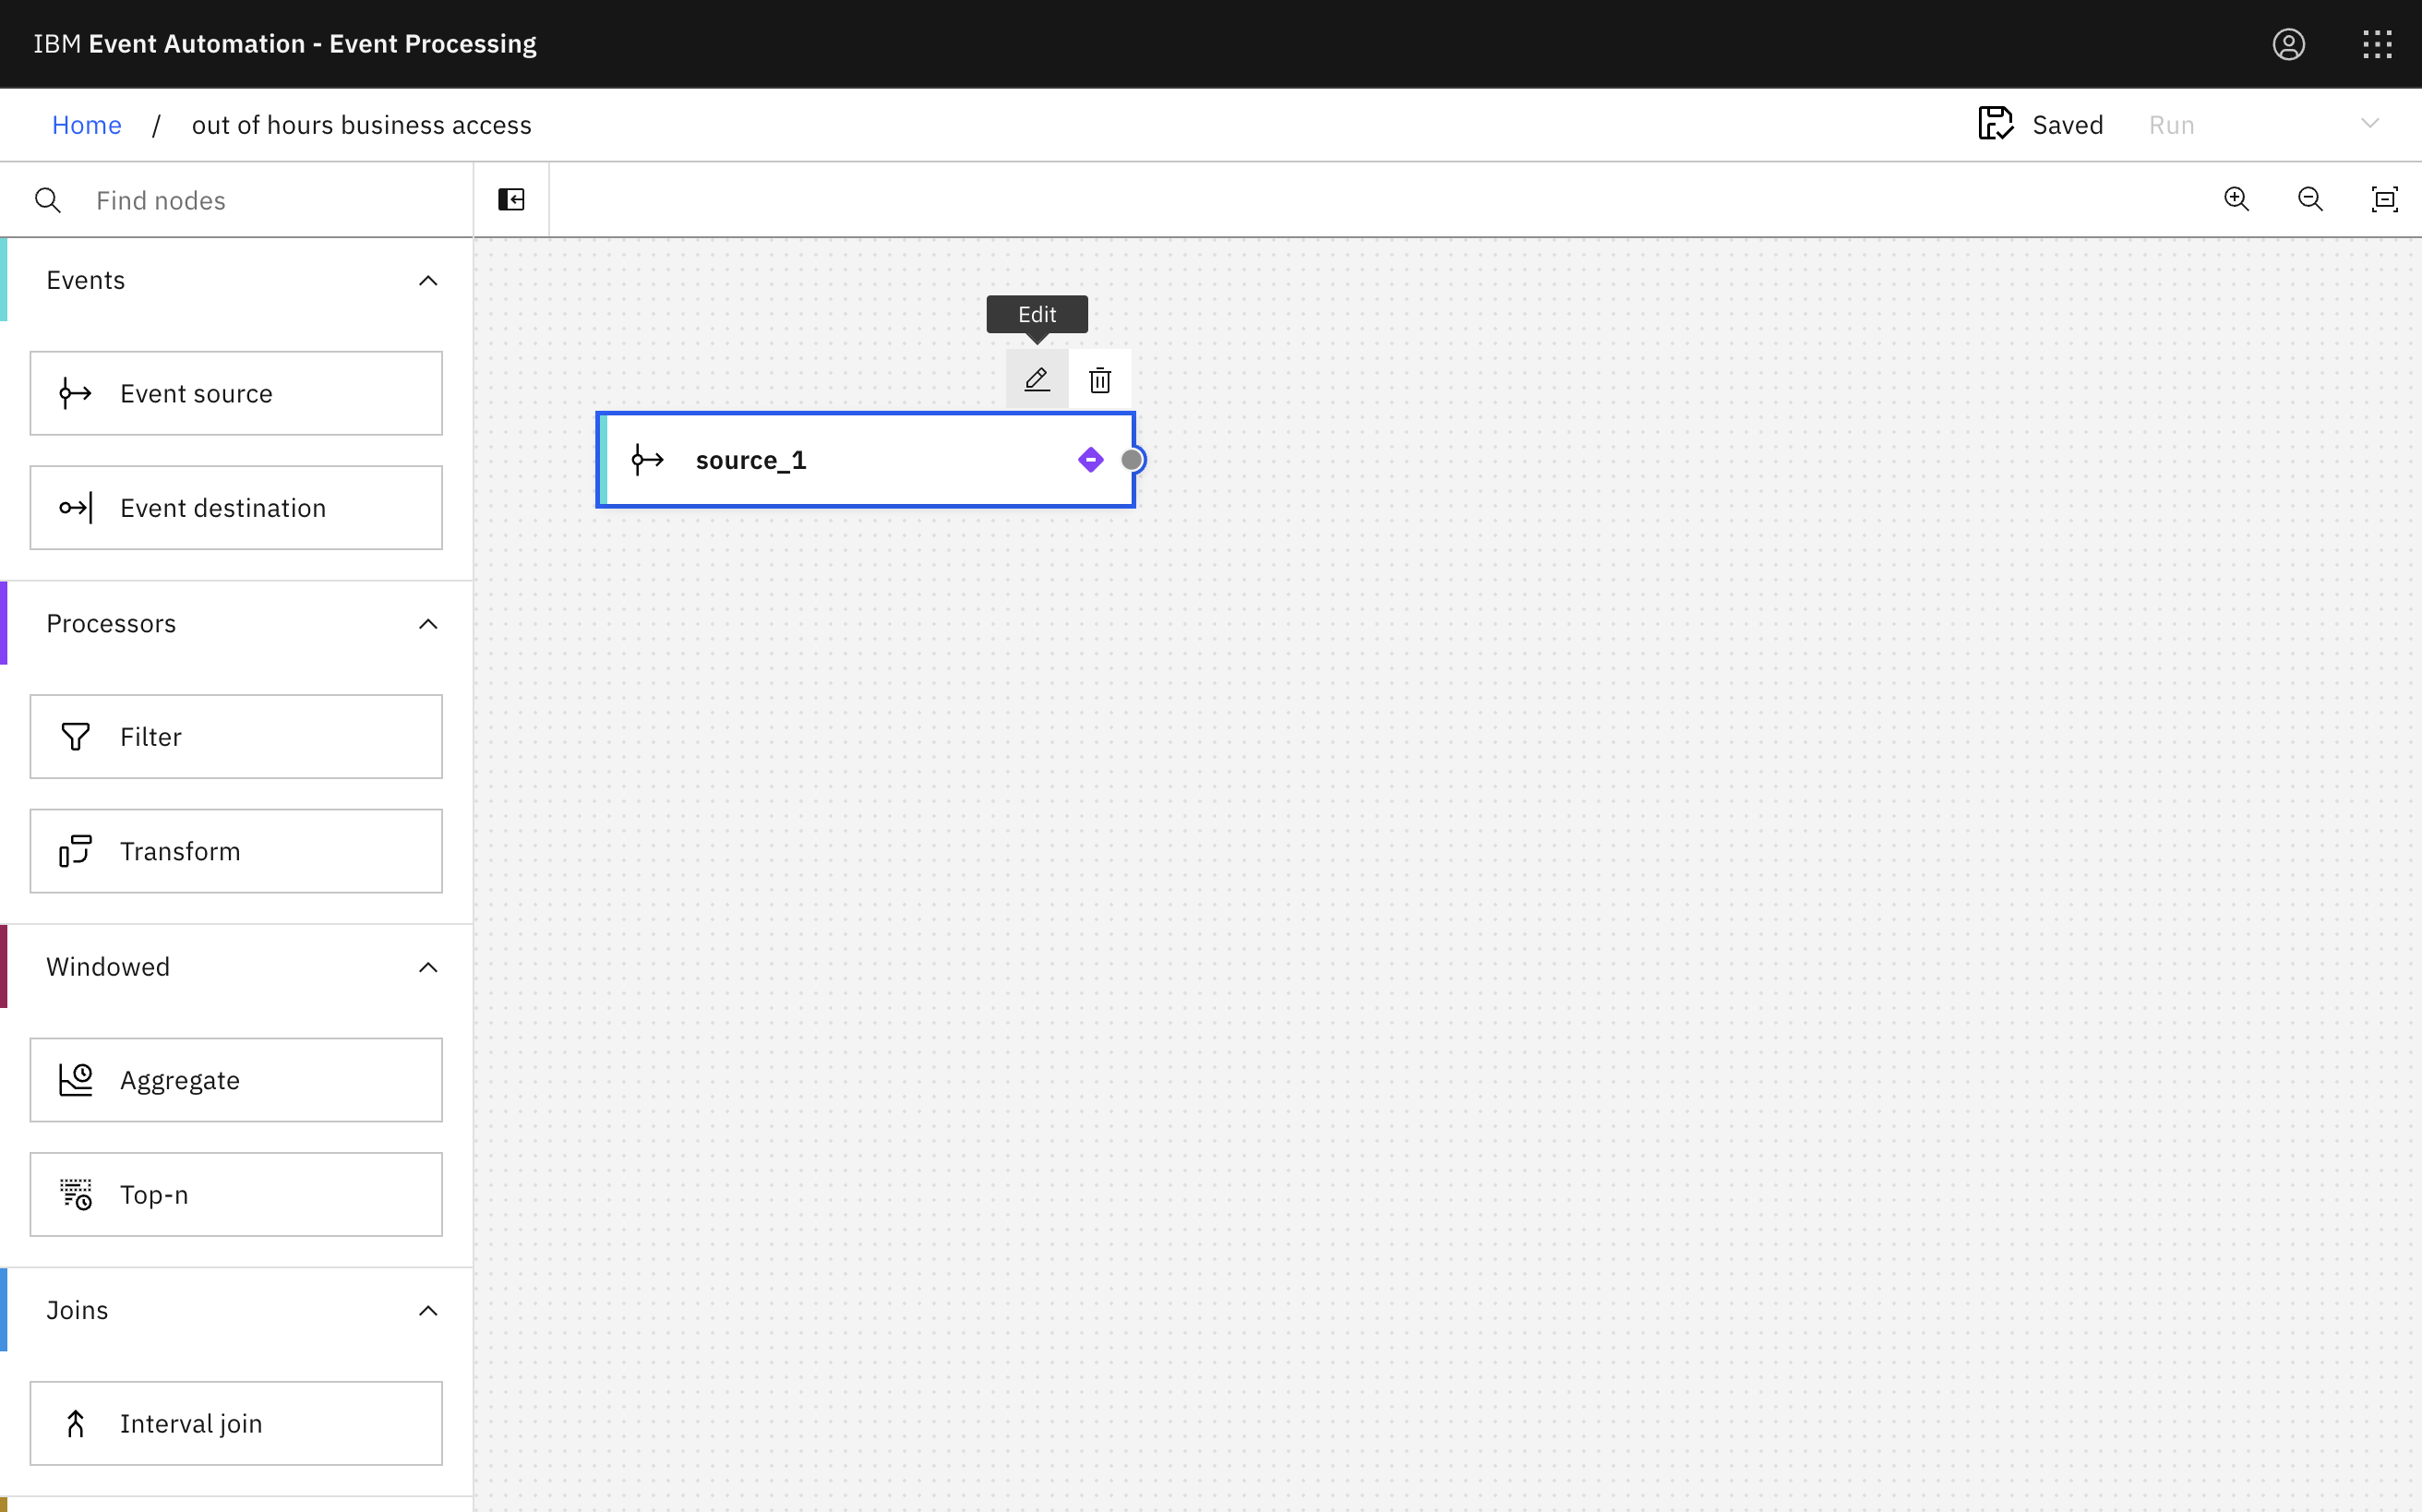 IBM Event Automation - Event Processing
Home / out of hours business access
Saved
Run
Find nodes
Events
Event source
Event destination
Processors
Filter
Transform
Windowed
Aggregate
Top-n
Joins
Interval join
Edit
source_1